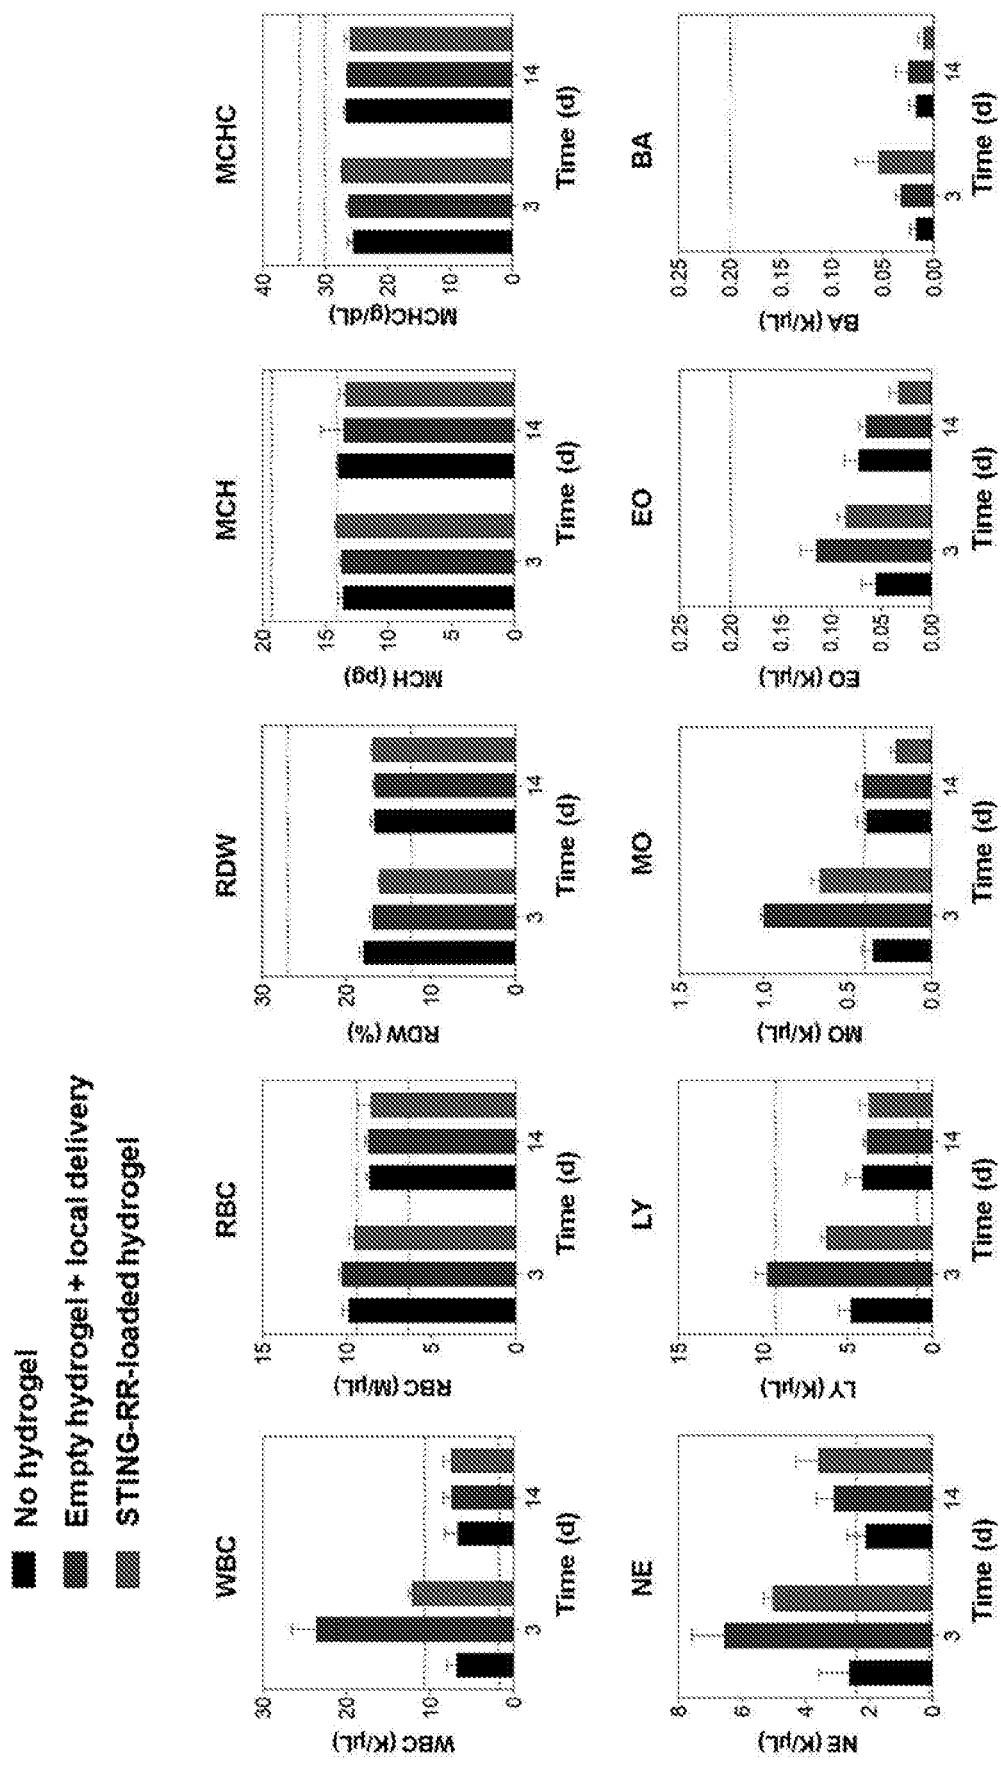 No hydrogel
Empty hydrogel + local delivery
STING-RR-loaded hydrogel
WBC
WBC (K/µL)
30
20
10
0
3
14
Time (d)
RBC
RBC (M/µL)
15
10
5
0
3
14
Time (d)
RDW
RDW (%)
30
20
10
0
3
14
Time (d)
MCH
MCH (pg)
20
15
10
5
0
3
14
Time (d)
MCHC
MCHC(g/dL)
40
30
20
10
0
3
14
Time (d)
NE
NE (K/µL)
8
6
4
2
0
3
14
Time (d)
LY
LY (K/µL)
15
10
5
0
3
14
Time (d)
MO
MO (K/µL)
1.5
1.0
0.5
0.0
3
14
Time (d)
EO
EO (K/µL)
0.25
0.20
0.15
0.10
0.05
0.00
3
14
Time (d)
BA
BA (K/µL)
0.25
0.20
0.15
0.10
0.05
0.00
3
14
Time (d)